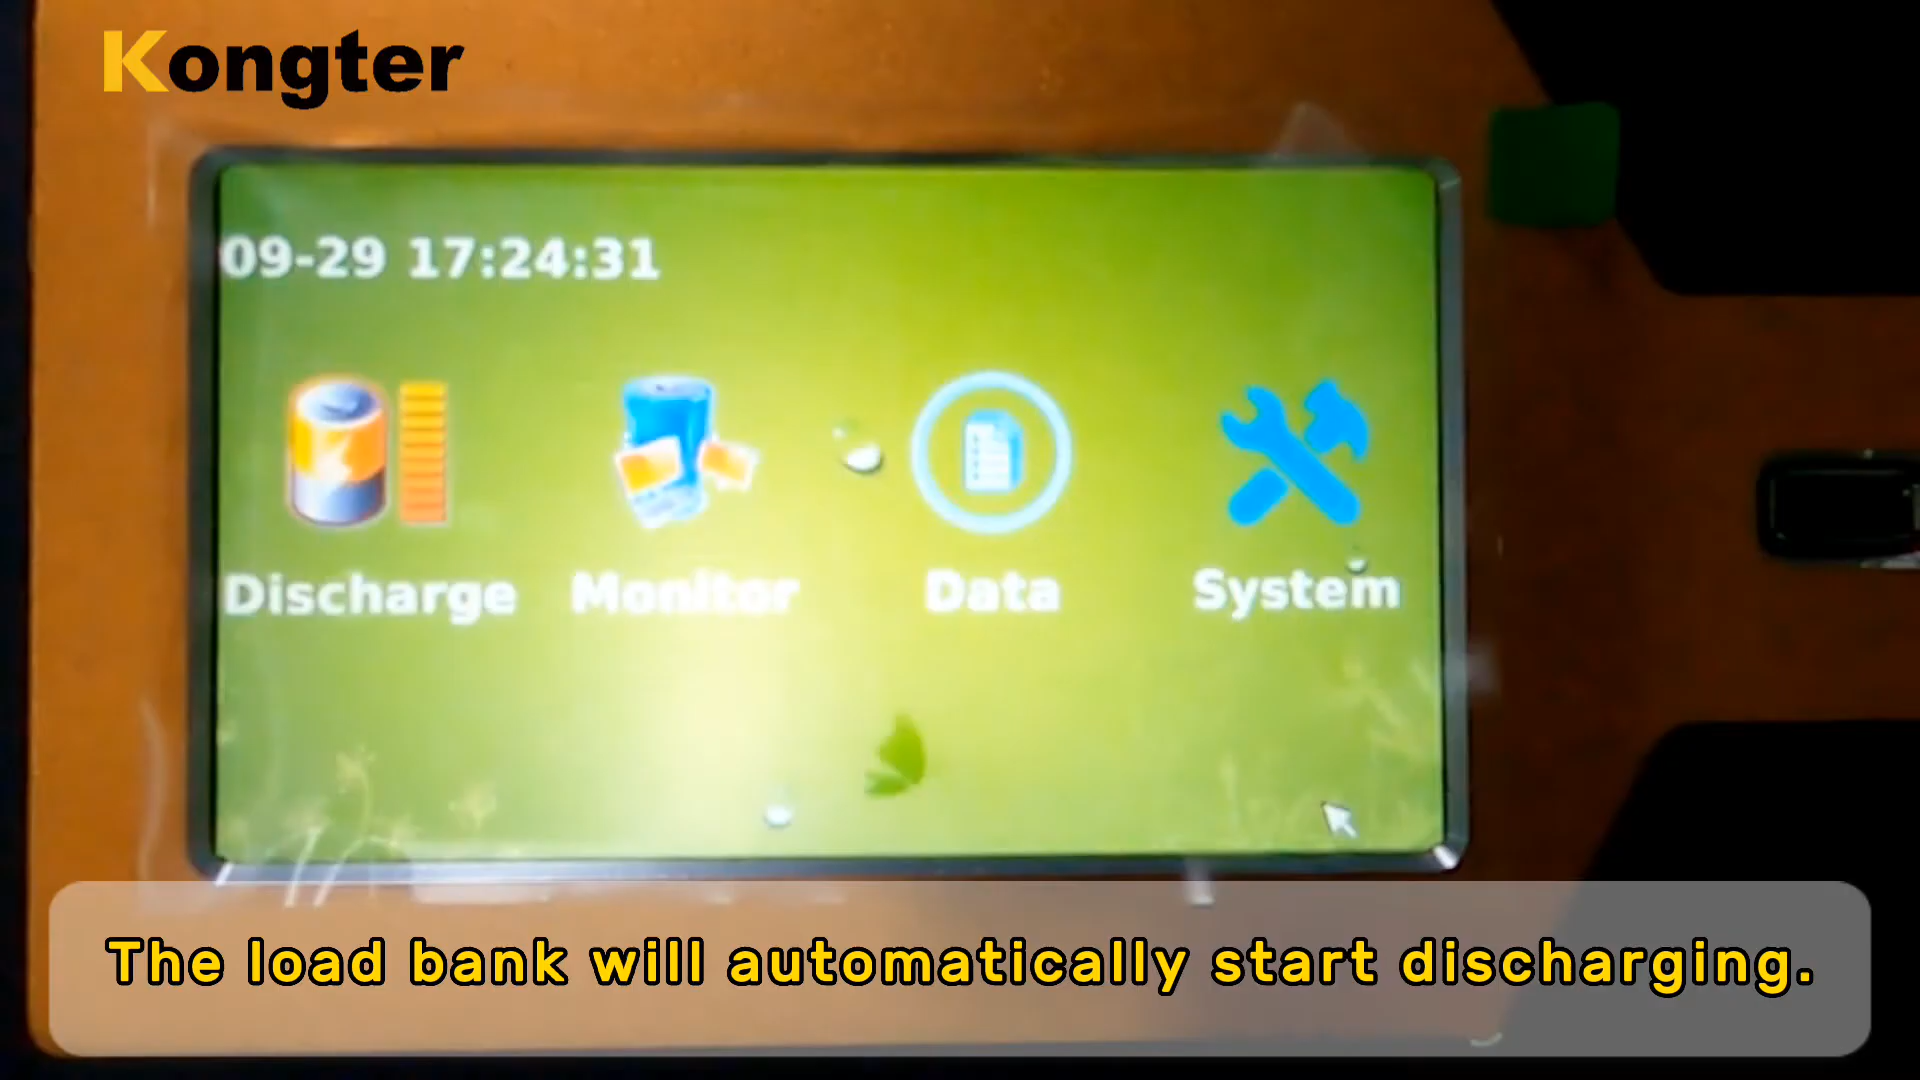 Kongter
09-29 17:24:31
Discharge
Monitor
Data
System
The load bank will automatically start discharging.